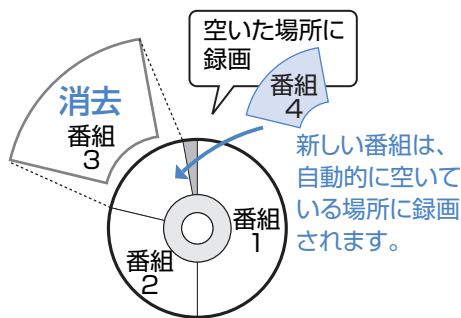 空いた場所に
録画
消去
番組
3
番組
4
新しい番組は、
自動的に空いて
いる場所に録画
されます。
番組
1
番組
2